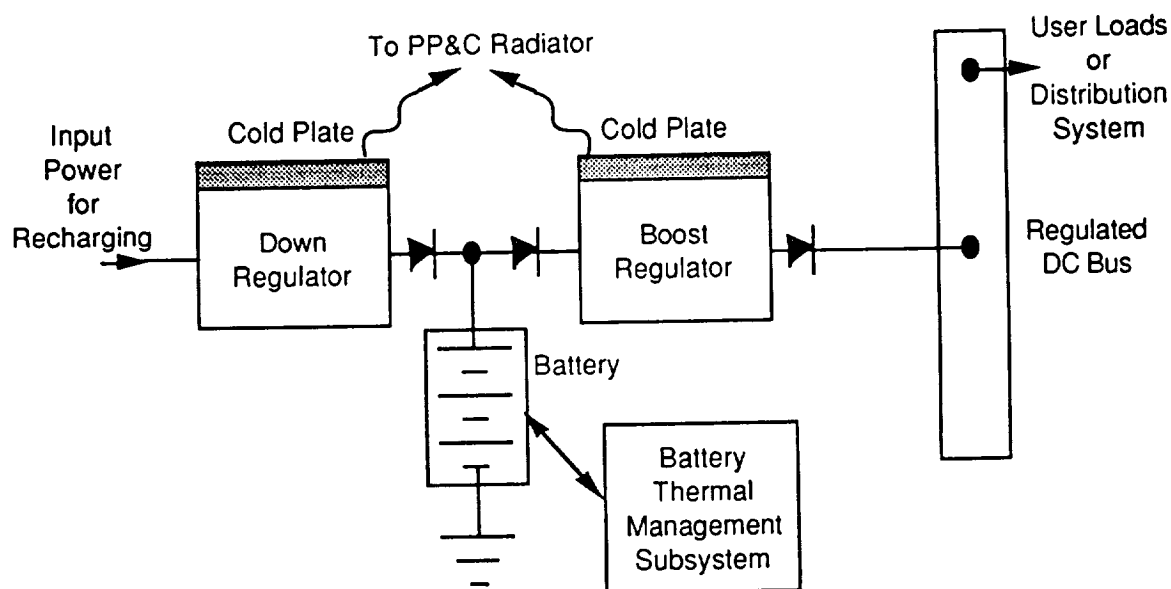 To PP&C Radiator
User Loads
or
Distribution
System
Input
Power
for
Recharging
Cold Plate
Cold Plate
Down
Regulator
Boost
Regulator
Regulated
DC Bus
Battery
Battery
Thermal
Management
Subsystem